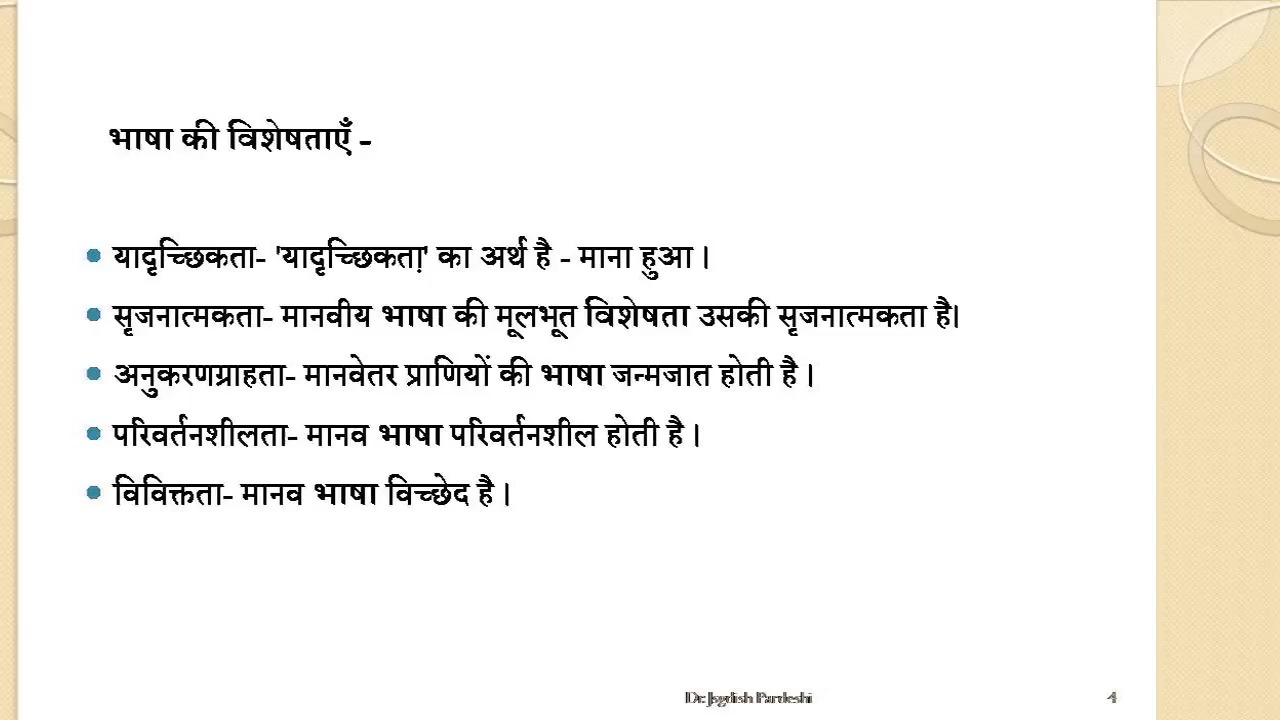 भाषा की विशेषताएँ -
यादृच्छिकता- 'यादृच्छिकता़' का अर्थ है - माना हुआ ।
सृजनात्मकता- मानवीय भाषा की मूलभूत विशेषता उसकी सृजनात्मकता है।
अनुकरणग्राहता- मानवेतर प्राणियों की भाषा जन्मजात होती है ।
परिवर्तनशीलता- मानव भाषा परिवर्तनशील होती है ।
विविक्तता- मानव भाषा विच्छेद है ।
Dr. Jagdish Pardeshi 4